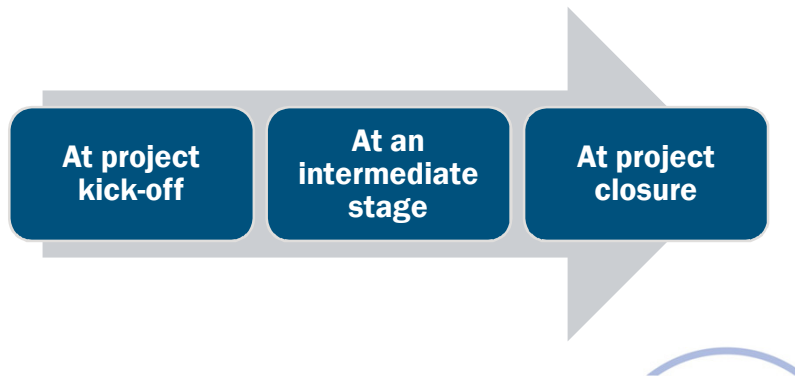 At project
kick-off
At an
intermediate
stage
At project
closure